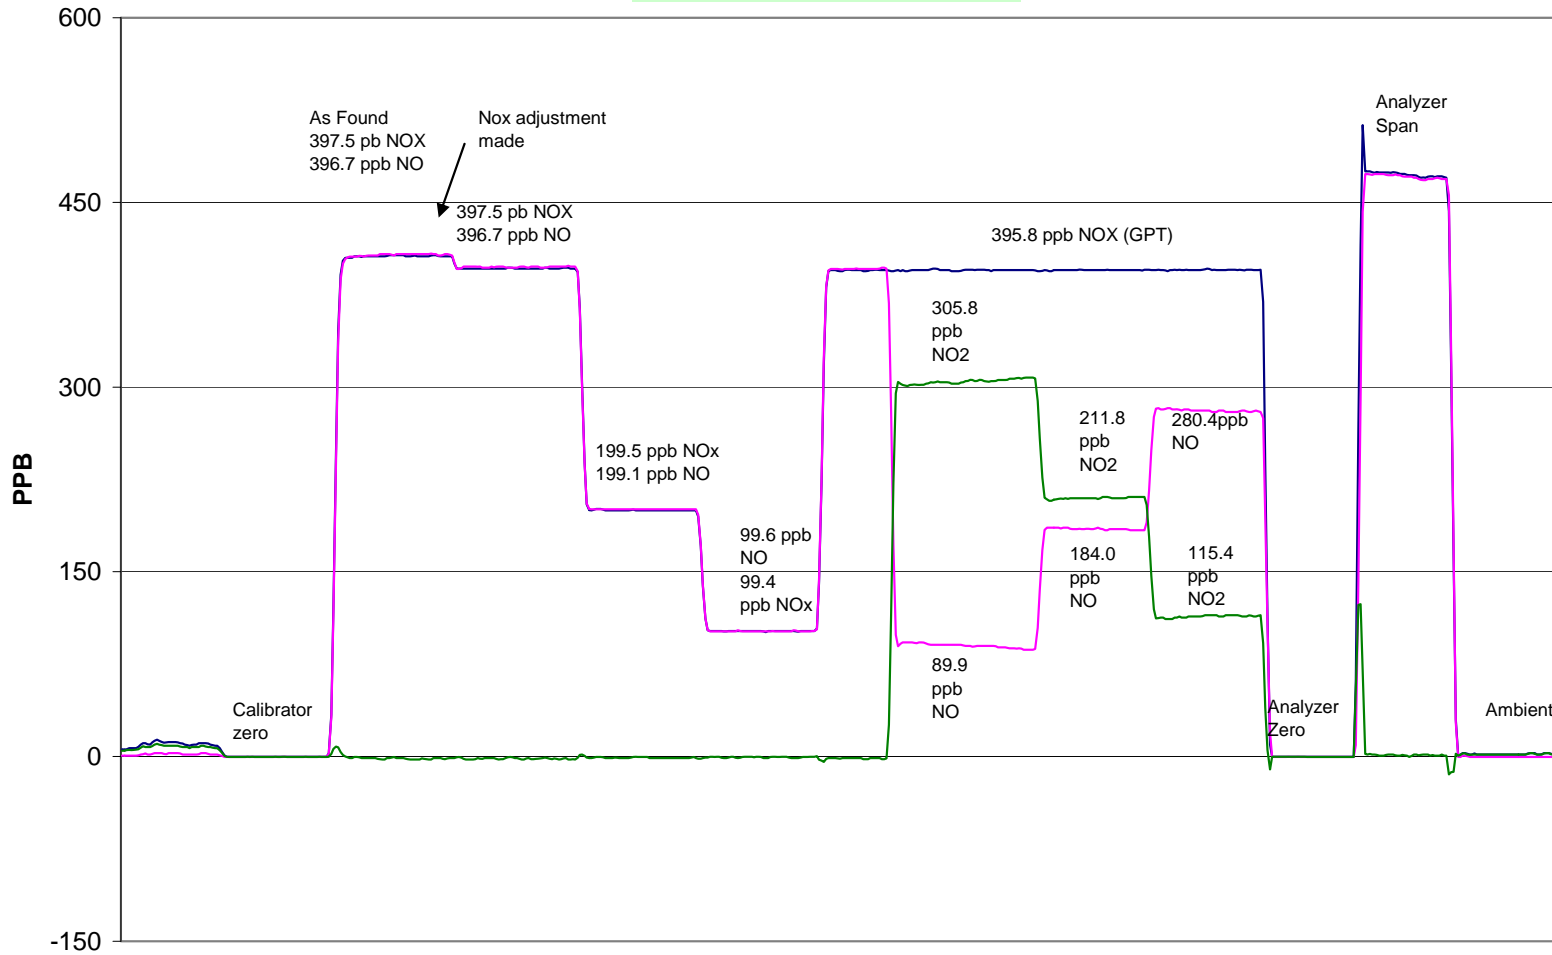 600
450
300
150
0
-150
PPB
As Found
397.5 pb NOX
396.7 ppb NO
Nox adjustment
made
397.5 pb NOX
396.7 ppb NO
199.5 ppb NOx
199.1 ppb NO
99.6 ppb
NO
99.4
ppb NOx
395.8 ppb NOX (GPT)
305.8
ppb
NO2
211.8
ppb
NO2
280.4ppb
NO
184.0
ppb
NO
115.4
ppb
NO2
89.9
ppb
NO
Calibrator
zero
Analyzer
Zero
Analyzer
Span
Ambient